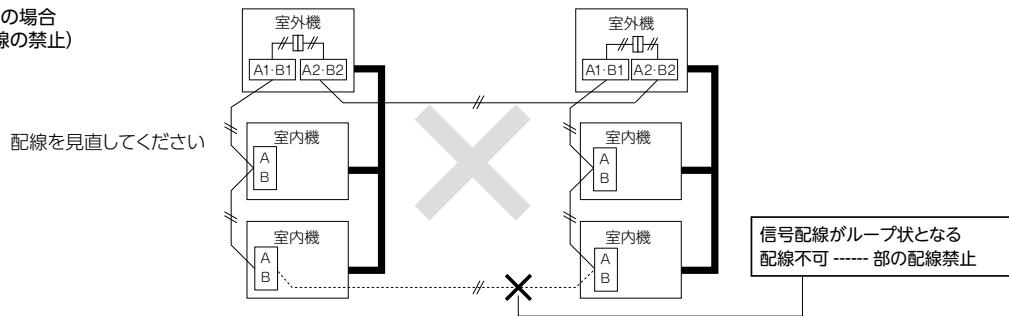 の場合
線の禁止)
配線を見直してください
室外機
A1·B1 A2·B2
室内機
A
B
室内機
A
B
室外機
A1·B1 A2·B2
室内機
A
B
室内機
A
B
信号配線がループ状となる
配線不可 ------ 部の配線禁止